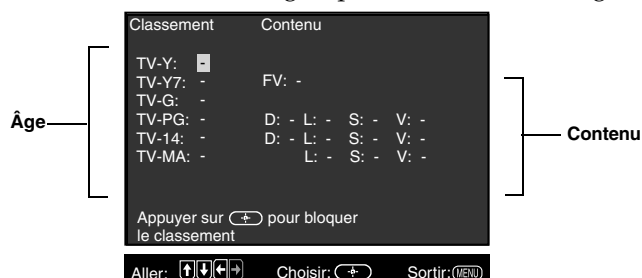 Classement Contenu
TV-Y: -
TV-Y7: - FV: -
TV-G: -
TV-PG: - D: - L: - S: - V: -
TV-14: - D: - L: - S: - V: -
TV-MA: - L: - S: - V: -
Âge
Contenu
Appuyer sur pour bloquer
le classement
Aller: Choisir: Sortir: MENU